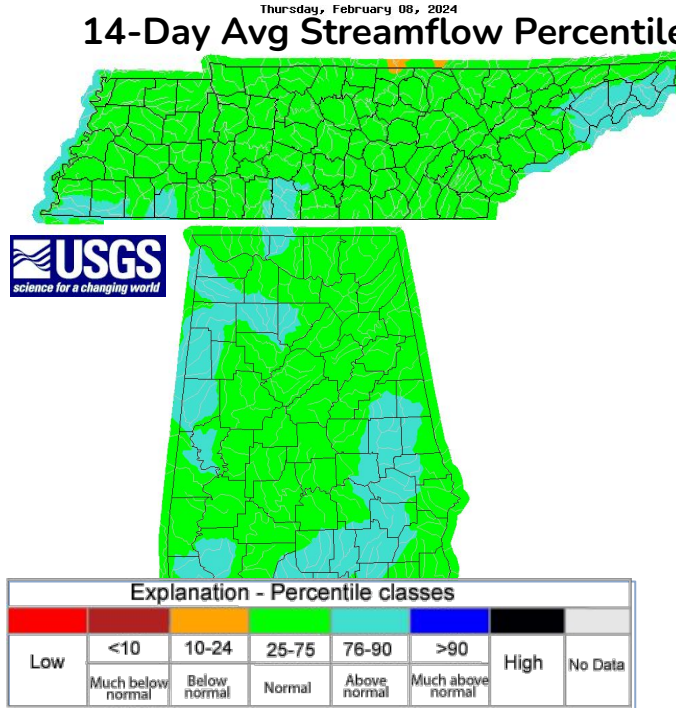 Thursday, February 08, 2024
14-Day Avg Streamflow Percentile
USGS
science for a changing world
Explanation - Percentile classes
Low
<10
10-24
25-75
76-90
>90
High
No Data
Much below
normal
Below
normal
Normal
Above
normal
Much above
normal